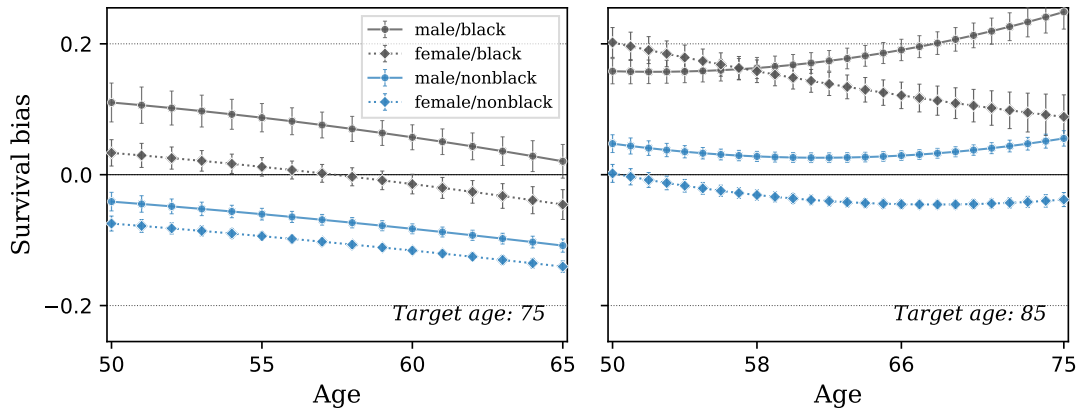 Survival bias
0.2
0.0
−0.2
male/black
female/black
male/nonblack
female/nonblack
Target age: 75
50
55
60
65
Age
Target age: 85
50
58
66
75
Age